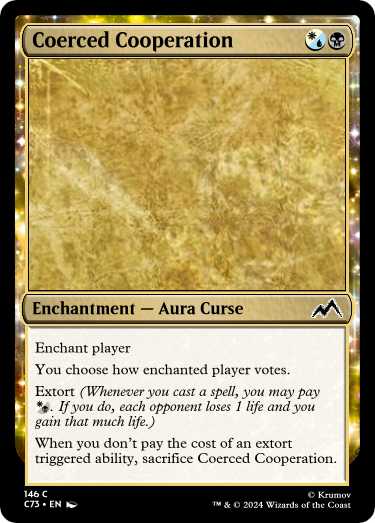 Coerced Cooperation
Enchantment — Aura Curse
Enchant player
You choose how enchanted player votes.
Extort (Whenever you cast a spell, you may pay
. If you do, each opponent loses 1 life and you
gain that much life.)
When you don't pay the cost of an extort
triggered ability, sacrifice Coerced Cooperation.
146 C
© Krumov
C73 • EN
™ & © 2024 Wizards of the Coast